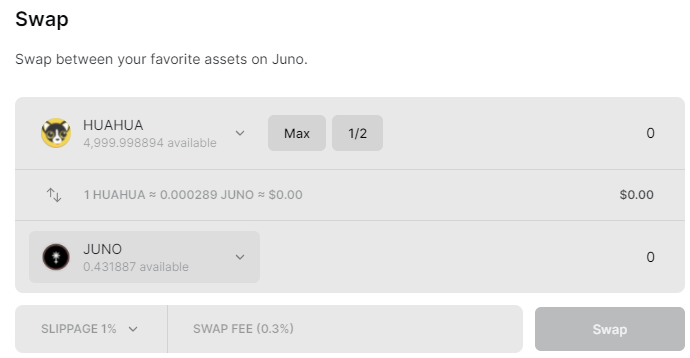 Swap
Swap between your favorite assets on Juno.
HUAHUA
4,999.998894 available
Max
1/2
0
1 HUAHUA ≈ 0.000289 JUNO ≈ $0.00
$0.00
JUNO
0.431887 available
0
SLIPPAGE 1%
SWAP FEE (0.3%)
Swap